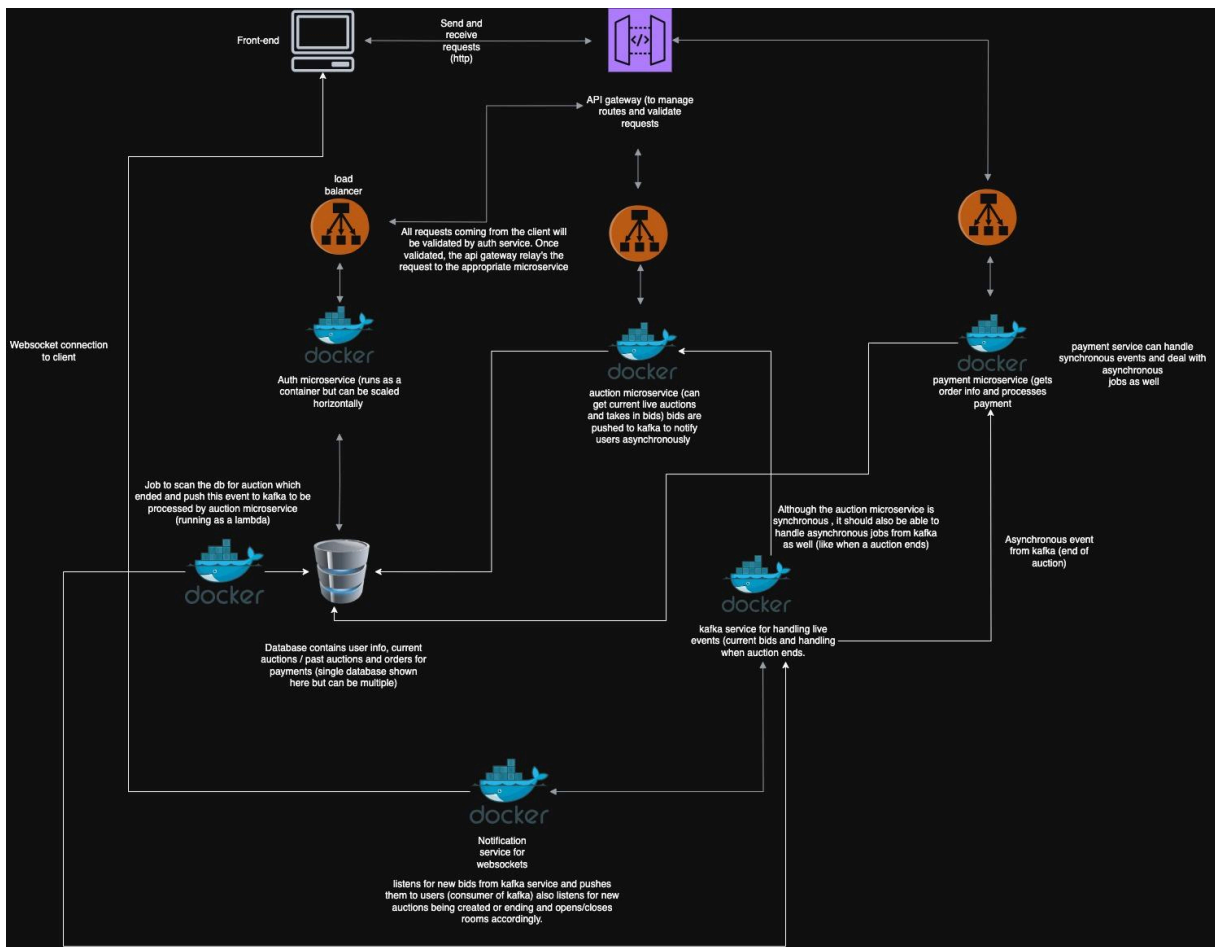 Front-end
Send and
receive
requests
(http)
API gateway (to manage
routes and validate
requests
load
balancer
All requests coming from the client will
be validated by auth service. Once
validated, the api gateway relay's the
request to the appropriate microservice
Websocket connection
to client
docker
Auth microservice (runs as a
container but can be scaled
horizontally
docker
auction microservice (can
get current live auctions
and takes in bids) bids are
pushed to kafka to notify
users asynchronously
docker
payment microservice (gets
order info and processes
payment
payment service can handle
synchronous events and deal with
asynchronous
jobs as well
Job to scan the db for auction which
ended and push this event to kafka to be
processed by auction microservice
(running as a lambda)
docker
Although the auction microservice is
synchronous , it should also be able to
handle asynchronous jobs from kafka
as well (like when a auction ends)
Asynchronous event
from kafka (end of
auction)
docker
kafka service for handling live
events (current bids and handling
when auction ends.
Database contains user info, current
auctions / past auctions and orders for
payments (single database shown
here but can be multiple)
docker
Notification
service for
websockets
listens for new bids from kafka service and pushes
them to users (consumer of kafka) also listens for new
auctions being created or ending and opens/closes
rooms accordingly.